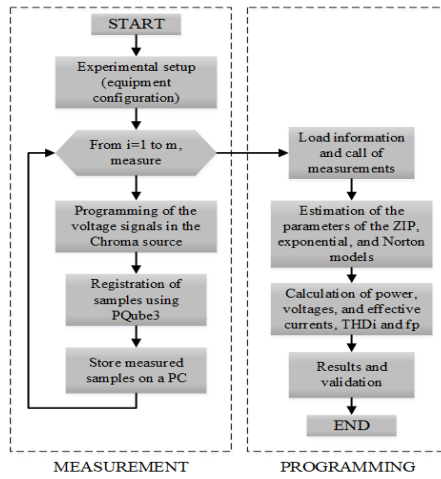 START
Experimental setup
(equipment
configuration)
From i=1 to m,
measure
Programming of the
voltage signals in the
Chroma source
Registration of
samples using
PQube3
Store measured
samples on a PC
MEASUREMENT
Load information
and call of
measurements
Estimation of the
parameters of the ZIP,
exponential, and Norton
models
Calculation of power,
voltages, and effective
currents, THDi and fp
Results and
validation
END
PROGRAMMING